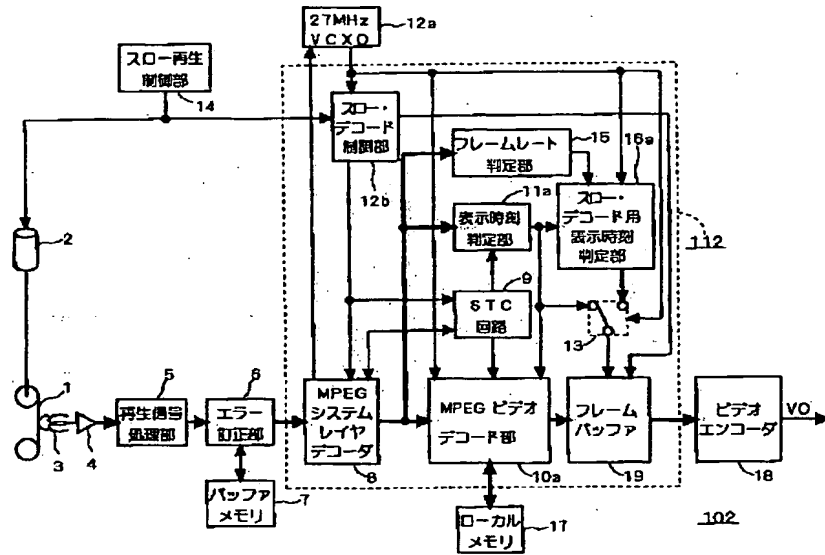 27MHz
VCXO
12a
スロー再生
制御部
14
スロー・
デコード
制御部
12b
フレームレート
判定部
15
16a
スロー・
デコード用
表示時刻
判定部
11a
表示時刻
判定部
112
2
9
STC
回路
13
1
3
4
5
再生信号
処理部
6
エラー
訂正部
MPEG
システム
レイヤ
デコーダ
8
MPEG ビデオ
デコード部
10a
フレーム
バッファ
19
ビデオ
エンコーダ
18
VO
バッファ
メモリ
7
ローカル
メモリ
17
102